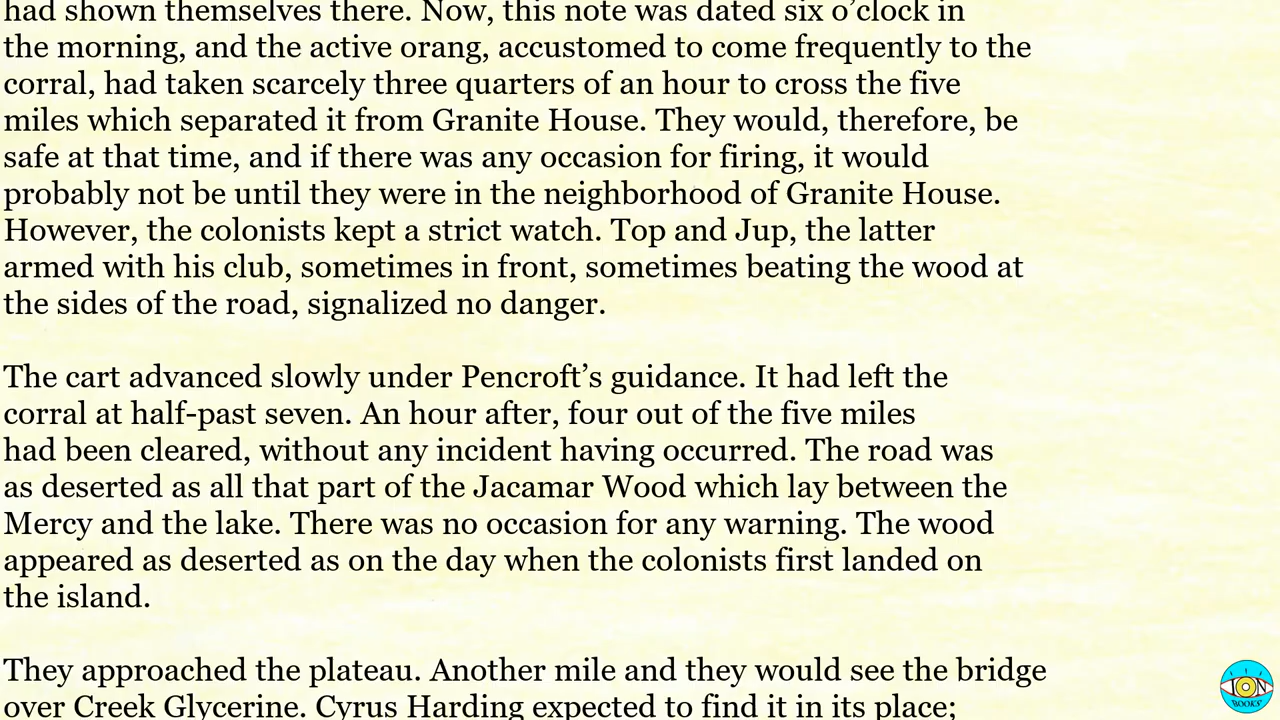 had shown themselves there. Now, this note was dated six o’clock in
the morning, and the active orang, accustomed to come frequently to the
corral, had taken scarcely three quarters of an hour to cross the five
miles which separated it from Granite House. They would, therefore, be
safe at that time, and if there was any occasion for firing, it would
probably not be until they were in the neighborhood of Granite House.
However, the colonists kept a strict watch. Top and Jup, the latter
armed with his club, sometimes in front, sometimes beating the wood at
the sides of the road, signalized no danger.
The cart advanced slowly under Pencroft’s guidance. It had left the
corral at half-past seven. An hour after, four out of the five miles
had been cleared, without any incident having occurred. The road was
as deserted as all that part of the Jacamar Wood which lay between the
Mercy and the lake. There was no occasion for any warning. The wood
appeared as deserted as on the day when the colonists first landed on
the island.
They approached the plateau. Another mile and they would see the bridge
over Creek Glycerine. Cyrus Harding expected to find it in its place;
ION
BOOKS